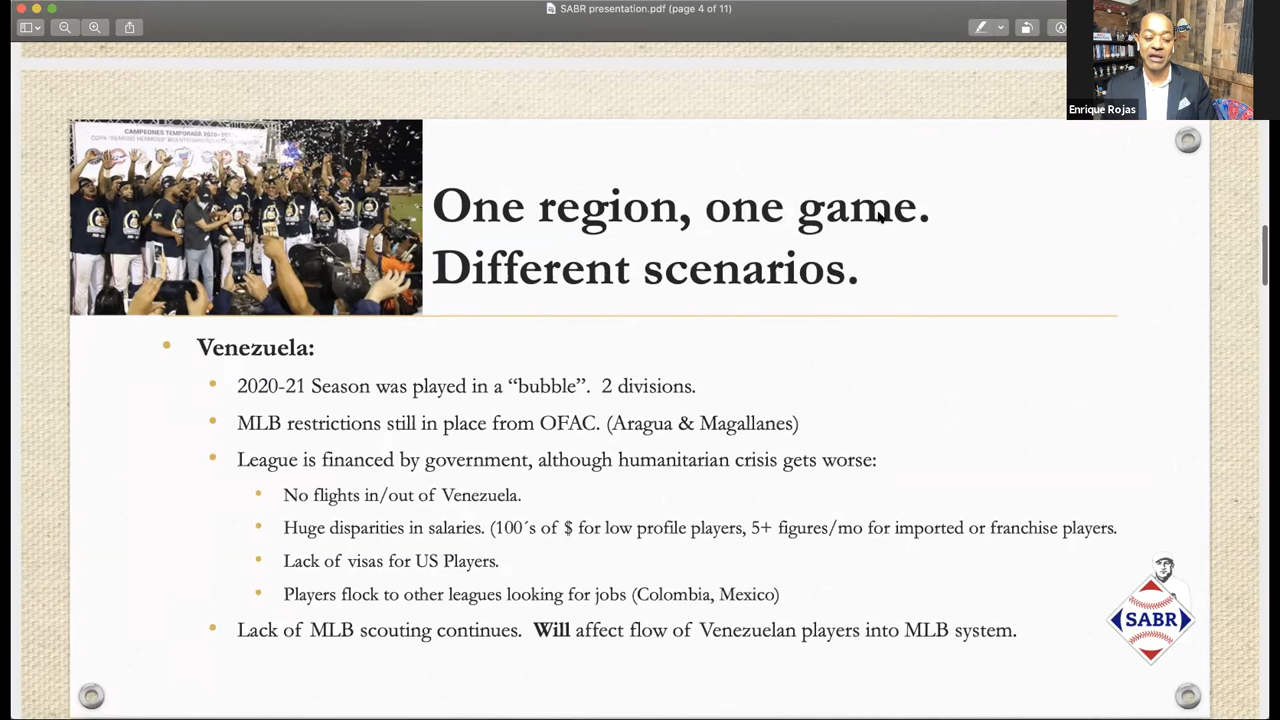 SABR presentation.pdf (page 4 of 11)
Enrique Rojas
CAMPEONES TEMPORADA 2020-
One region, one game.
Different scenarios.
Venezuela:
2020-21 Season was played in a “bubble”. 2 divisions.
MLB restrictions still in place from OFAC. (Aragua & Magallanes)
League is financed by government, although humanitarian crisis gets worse:
No flights in/out of Venezuela.
Huge disparities in salaries. (100´s of $ for low profile players, 5+ figures/mo for imported or franchise players.
Lack of visas for US Players.
Players flock to other leagues looking for jobs (Colombia, Mexico)
Lack of MLB scouting continues. Will affect flow of Venezuelan players into MLB system.
SABR